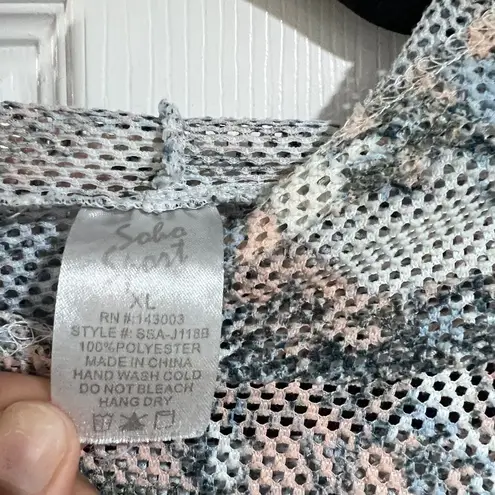 Soho
Sport
XL
RN #:143003
STYLE #: SSA-J118B
100%POLYESTER
MADE IN CHINA
HAND WASH COLD
DO NOT BLEACH
HANG DRY